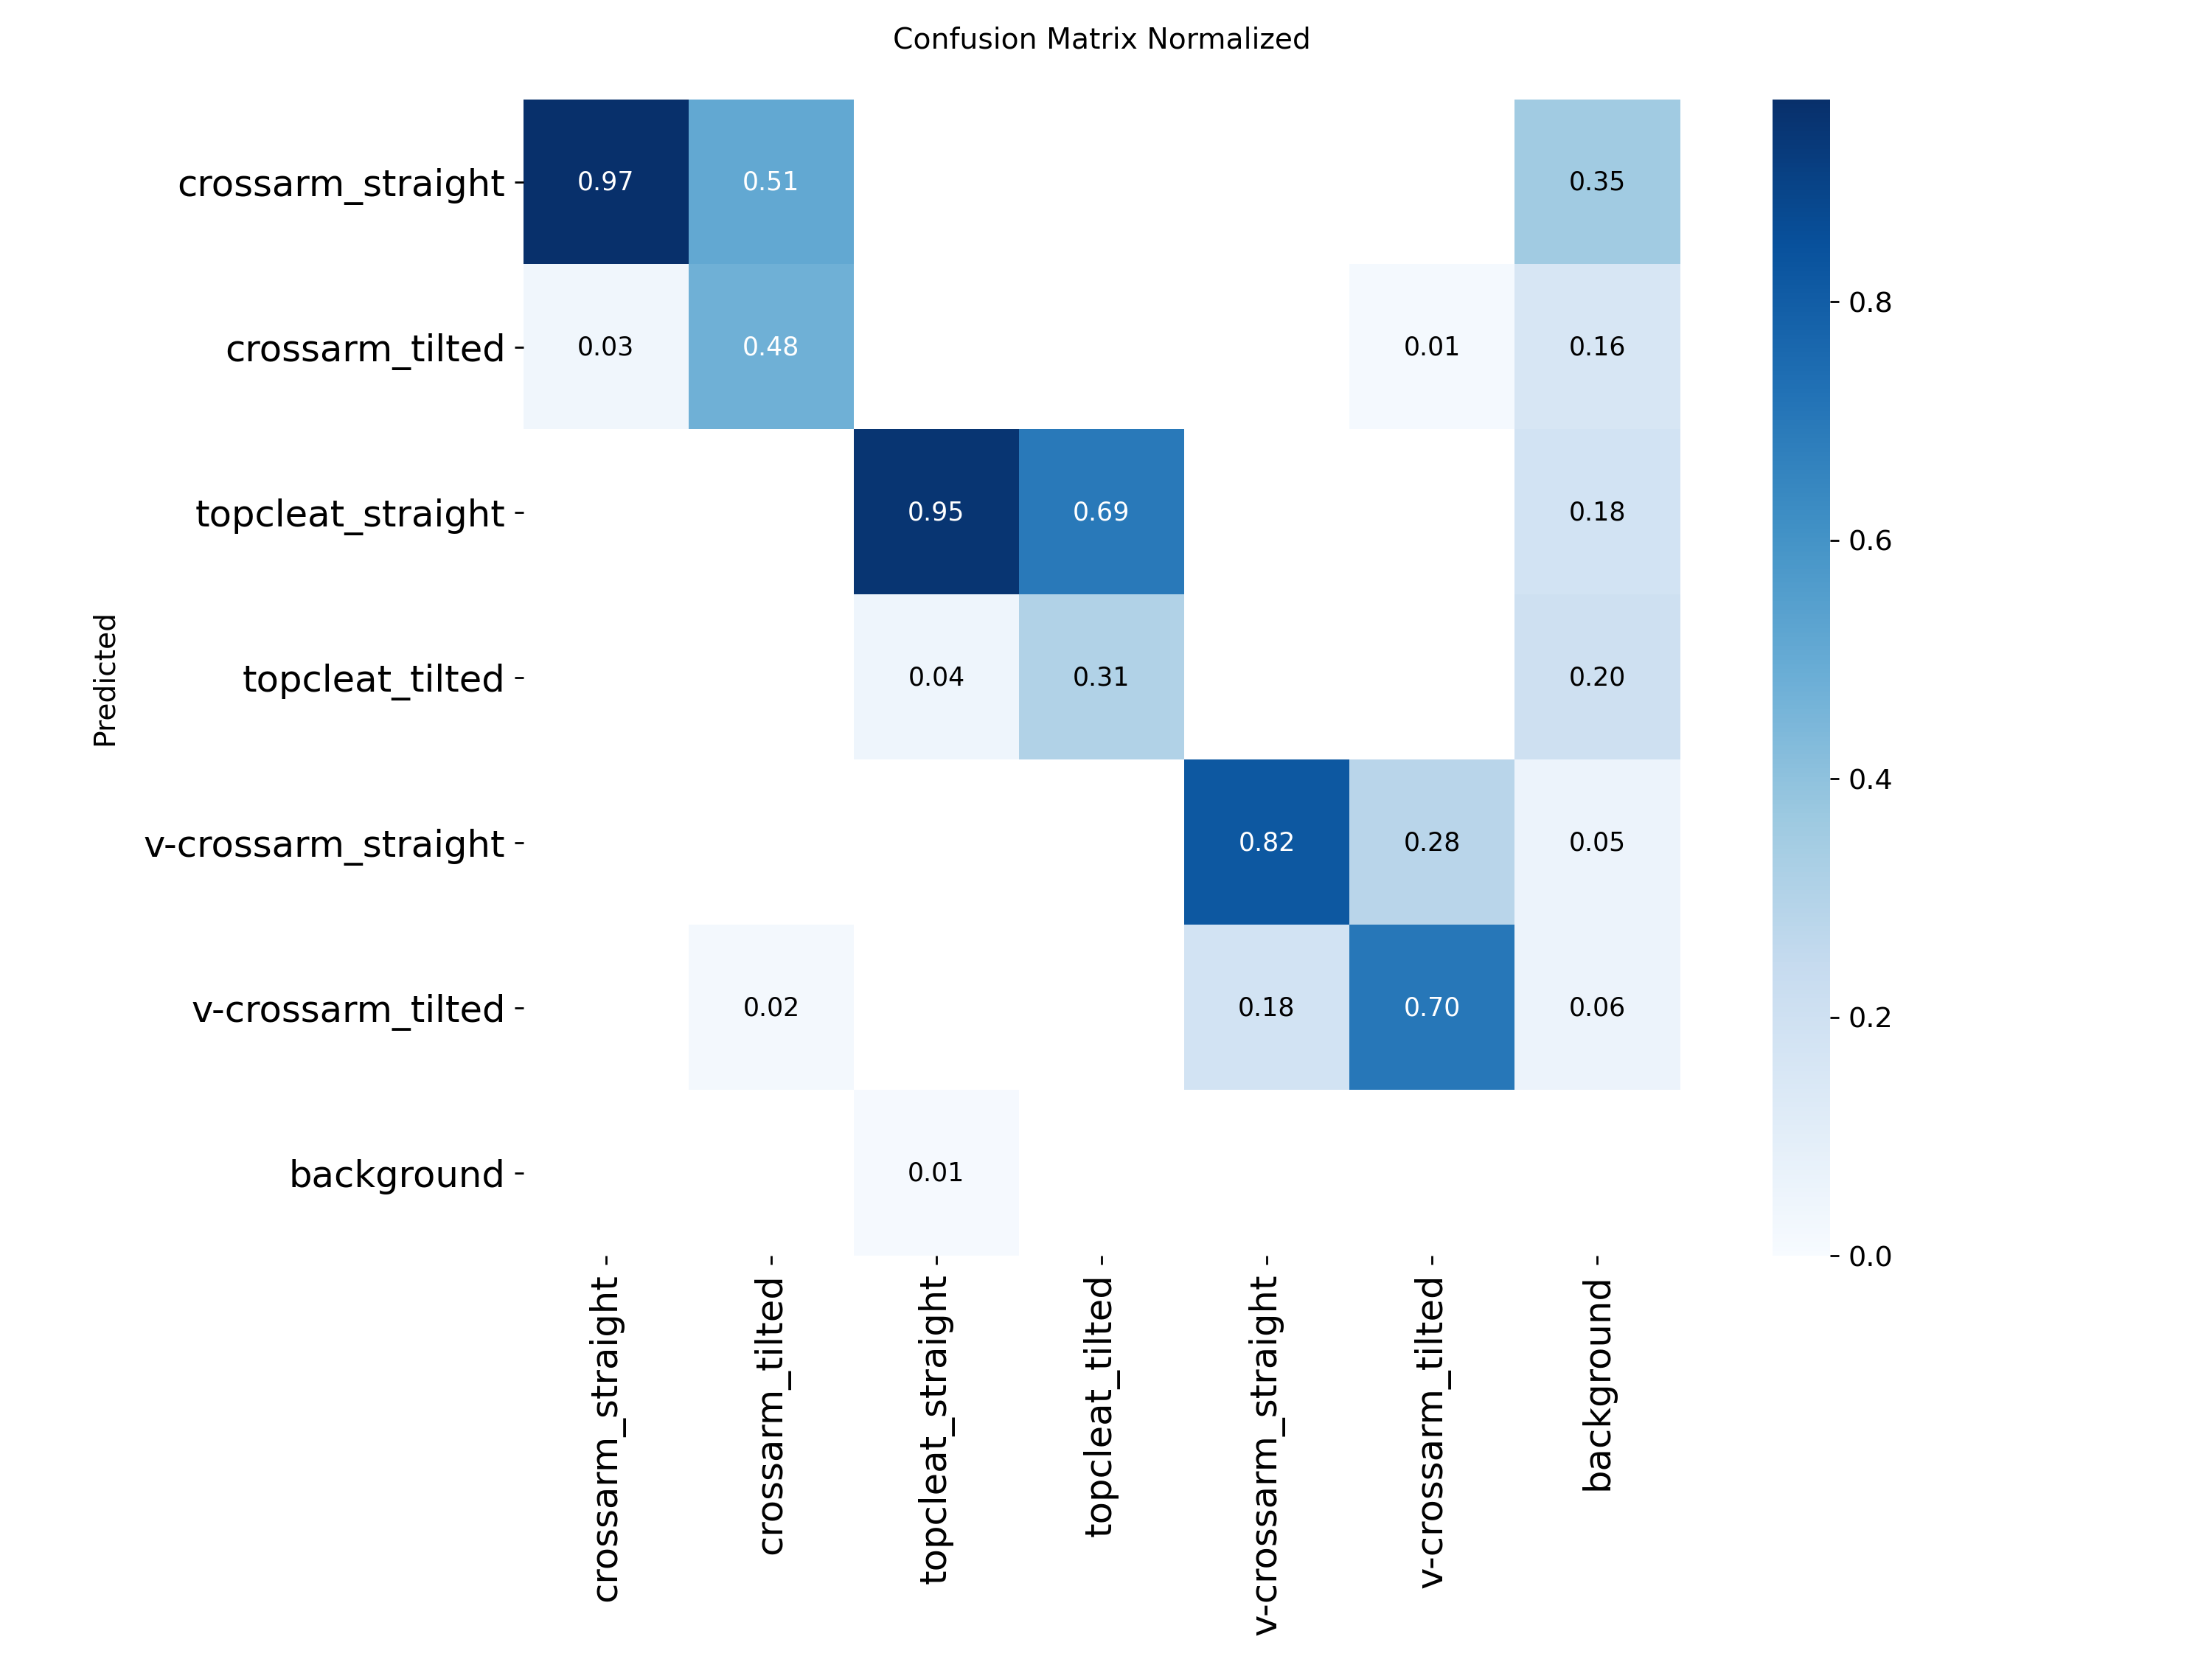 Confusion Matrix Normalized
Predicted
crossarm_straight 0.97 0.51 0.35
crossarm_tilted 0.03 0.48 0.01 0.16
topcleat_straight 0.95 0.69 0.18
topcleat_tilted 0.04 0.31 0.20
v-crossarm_straight 0.82 0.28 0.05
v-crossarm_tilted 0.02 0.18 0.70 0.06
background 0.01
crossarm_straight
crossarm_tilted
topcleat_straight
topcleat_tilted
v-crossarm_straight
v-crossarm_tilted
background
0.8
0.6
0.4
0.2
0.0